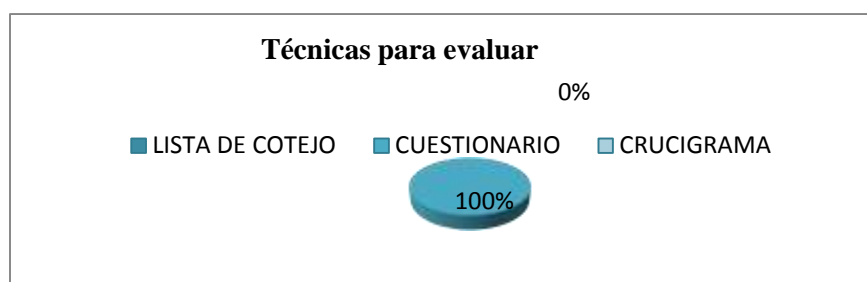 Técnicas para evaluar
0%
LISTA DE COTEJO CUESTIONARIO CRUCIGRAMA
100%